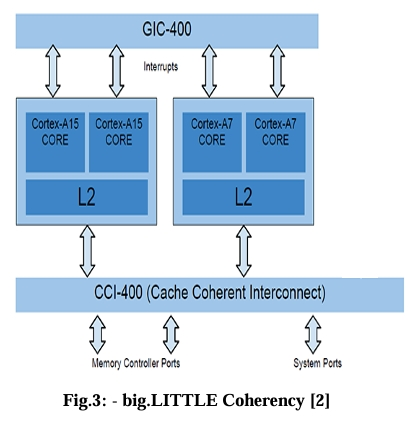 GIC-400
Interrupts
Cortex-A15 CORE
Cortex-A15 CORE
L2
Cortex-A7 CORE
Cortex-A7 CORE
L2
CCI-400 (Cache Coherent Interconnect)
Memory Controller Ports
System Ports
Fig.3: - big.LITTLE Coherency [2]